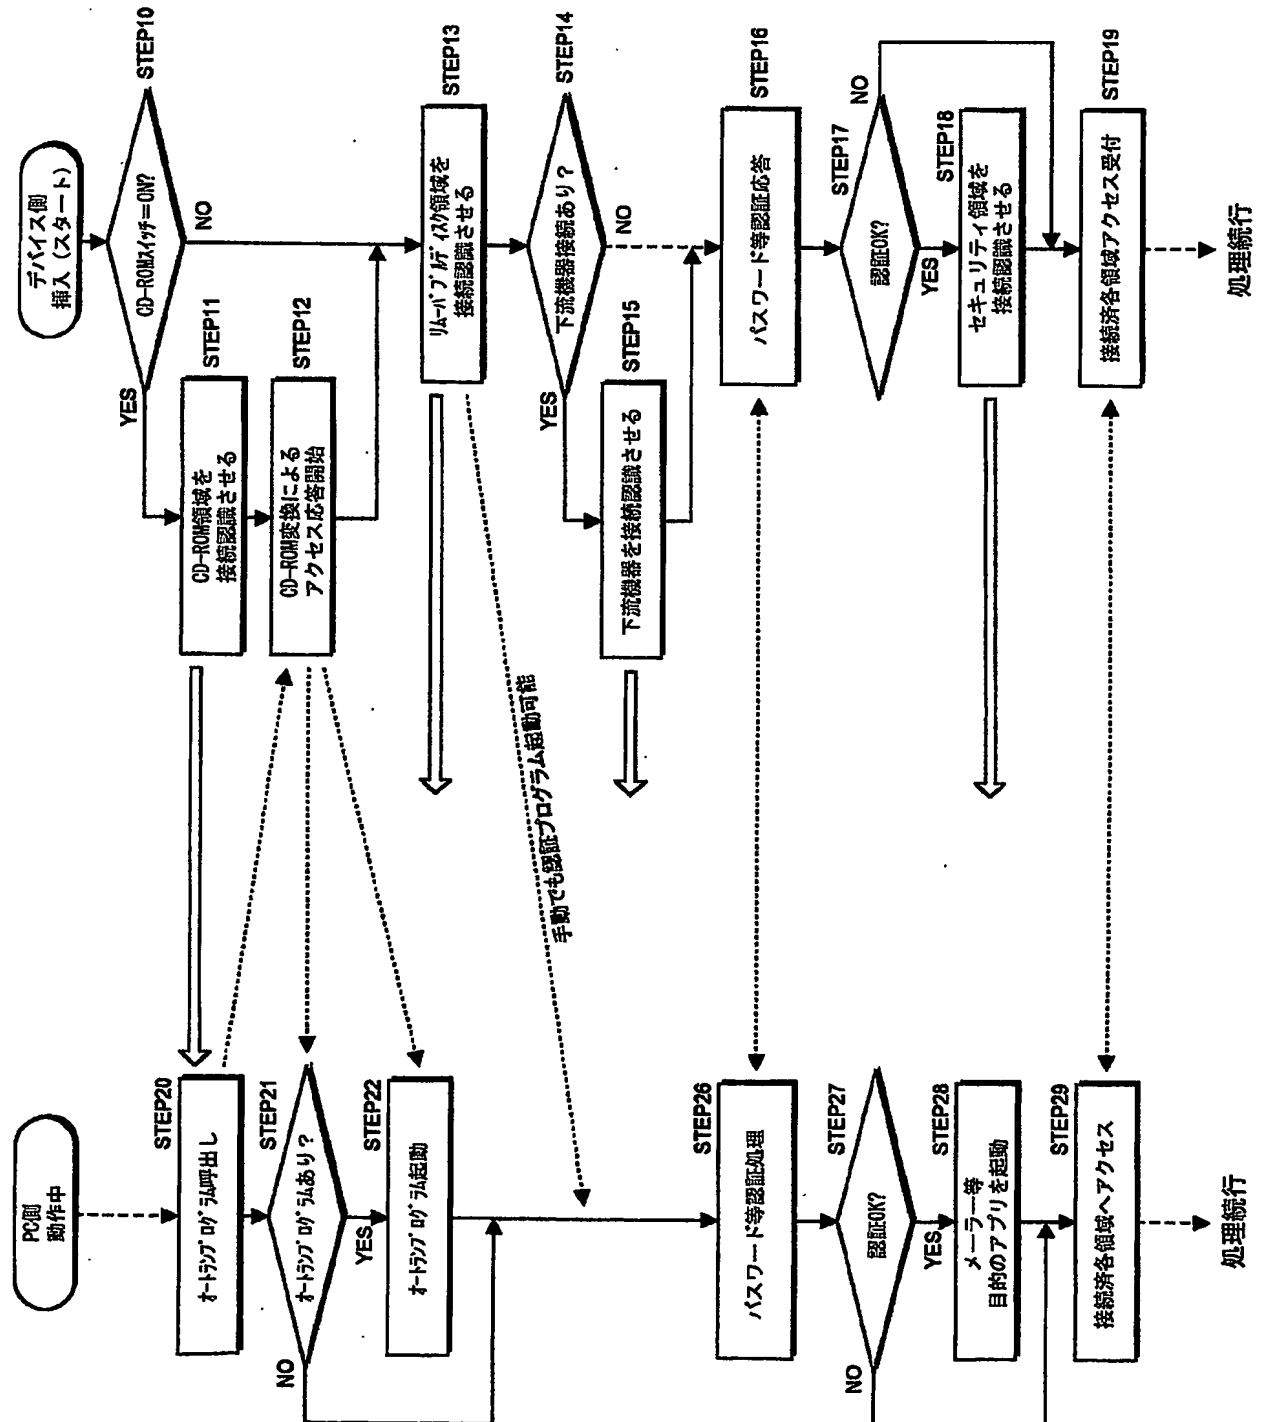 PC側
動作中
STEP20
オートランプログラム呼出し
STEP21
オートランプログラムあり?
YES
NO
STEP22
オートランプログラム起動
STEP26
パスワード等認証処理
STEP27
認証OK?
YES
NO
STEP28
メーラー等
目的のアプリを起動
STEP29
接続済各領域へアクセス
処理続行
手動でも認証プログラム起動可能
デバイス側
挿入(スタート)
STEP10
CD-ROMスイッチ=ON?
YES
NO
STEP11
CD-ROM領域を
接続認識させる
STEP12
CD-ROM変換による
アクセス応答開始
STEP13
リムーバブルディスク領域を
接続認識させる
STEP14
下流機器接続あり?
YES
NO
STEP15
下流機器を接続認識させる
STEP16
パスワード等認証応答
STEP17
認証OK?
YES
NO
STEP18
セキュリティ領域を
接続認識させる
STEP19
接続済各領域アクセス受付
処理続行